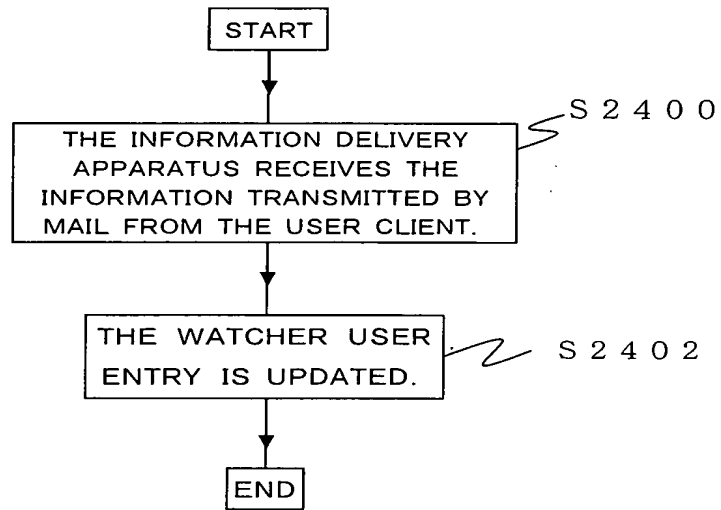 START
S2400
THE INFORMATION DELIVERY
APPARATUS RECEIVES THE
INFORMATION TRANSMITTED BY
MAIL FROM THE USER CLIENT.
THE WATCHER USER
ENTRY IS UPDATED.
S2402
END